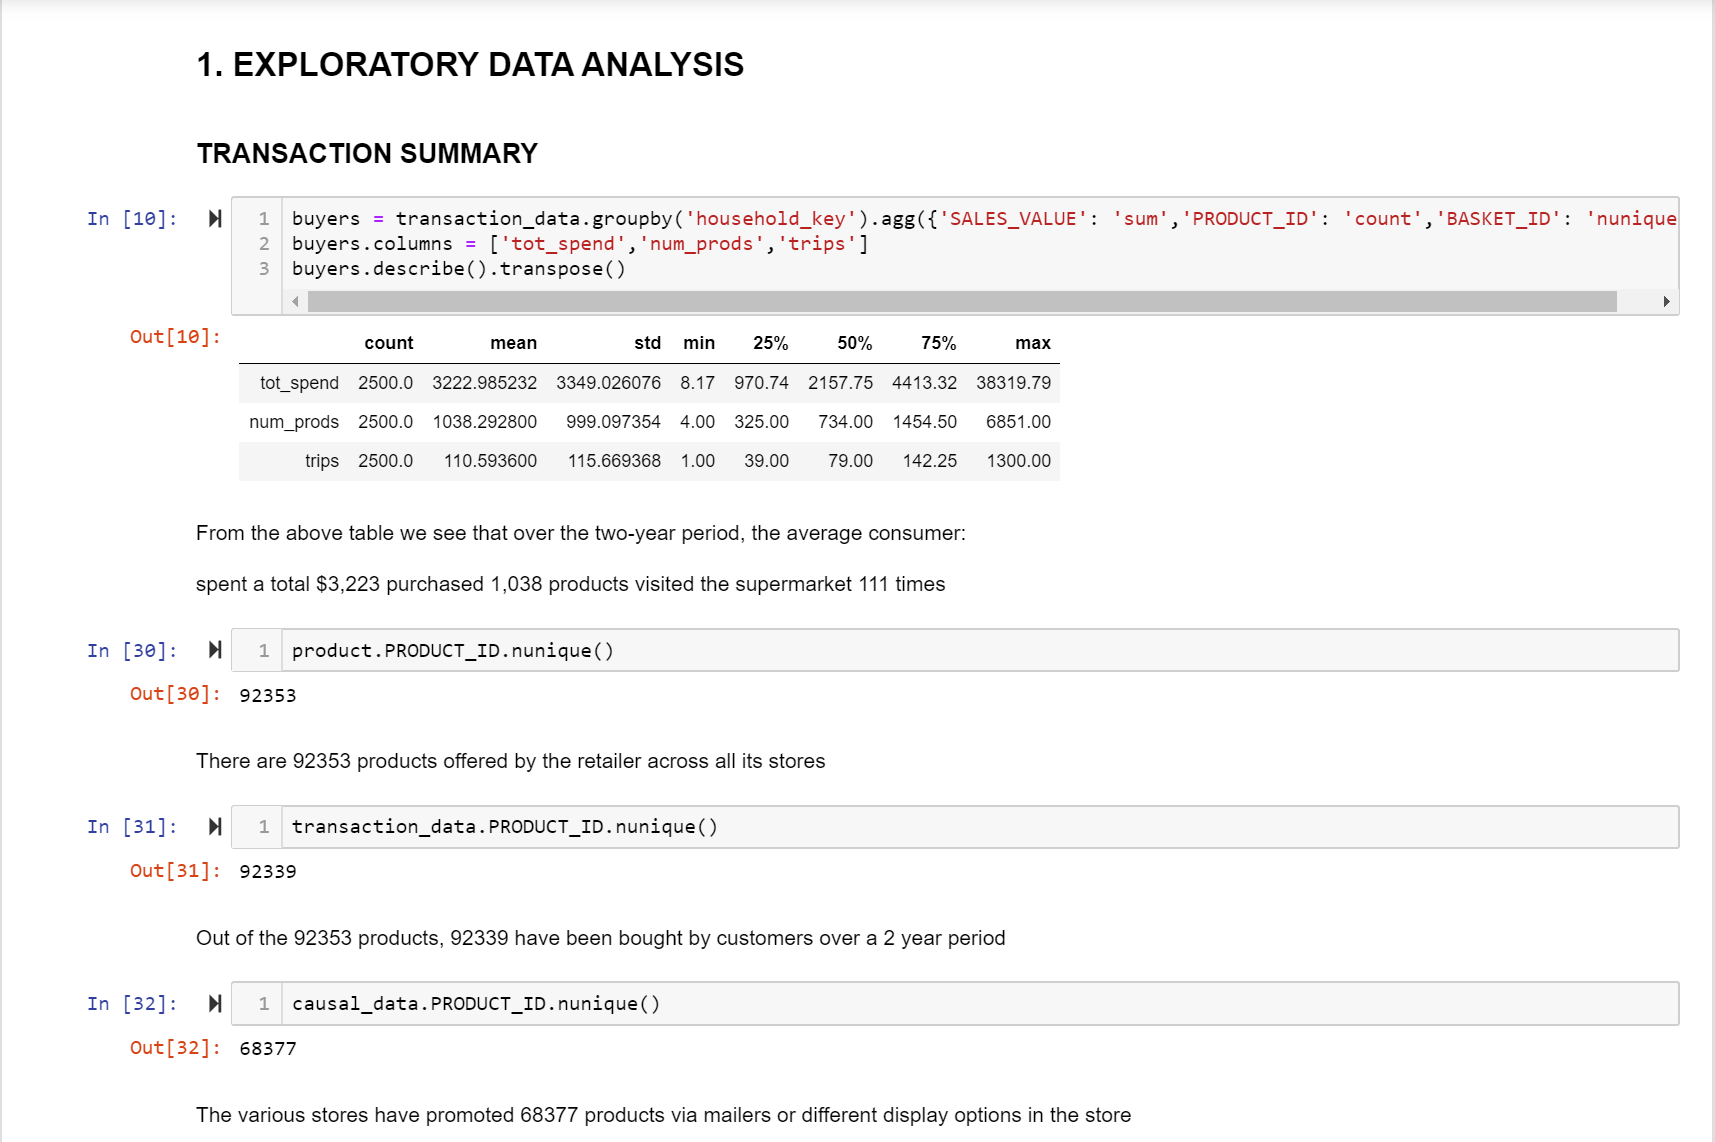 1. EXPLORATORY DATA ANALYSIS
TRANSACTION SUMMARY
In [10]:
1 buyers = transaction_data.groupby('household_key').agg({'SALES_VALUE': 'sum','PRODUCT_ID': 'count','BASKET_ID': 'nunique
2 buyers.columns = ['tot_spend','num_prods','trips']
3 buyers.describe().transpose()
Out[10]:
count mean std min 25% 50% 75% max
tot_spend 2500.0 3222.985232 3349.026076 8.17 970.74 2157.75 4413.32 38319.79
num_prods 2500.0 1038.292800 999.097354 4.00 325.00 734.00 1454.50 6851.00
trips 2500.0 110.593600 115.669368 1.00 39.00 79.00 142.25 1300.00
From the above table we see that over the two-year period, the average consumer:
spent a total $3,223 purchased 1,038 products visited the supermarket 111 times
In [30]: 1 product.PRODUCT_ID.nunique()
Out[30]: 92353
There are 92353 products offered by the retailer across all its stores
In [31]: 1 transaction_data.PRODUCT_ID.nunique()
Out[31]: 92339
Out of the 92353 products, 92339 have been bought by customers over a 2 year period
In [32]: 1 causal_data.PRODUCT_ID.nunique()
Out[32]: 68377
The various stores have promoted 68377 products via mailers or different display options in the store